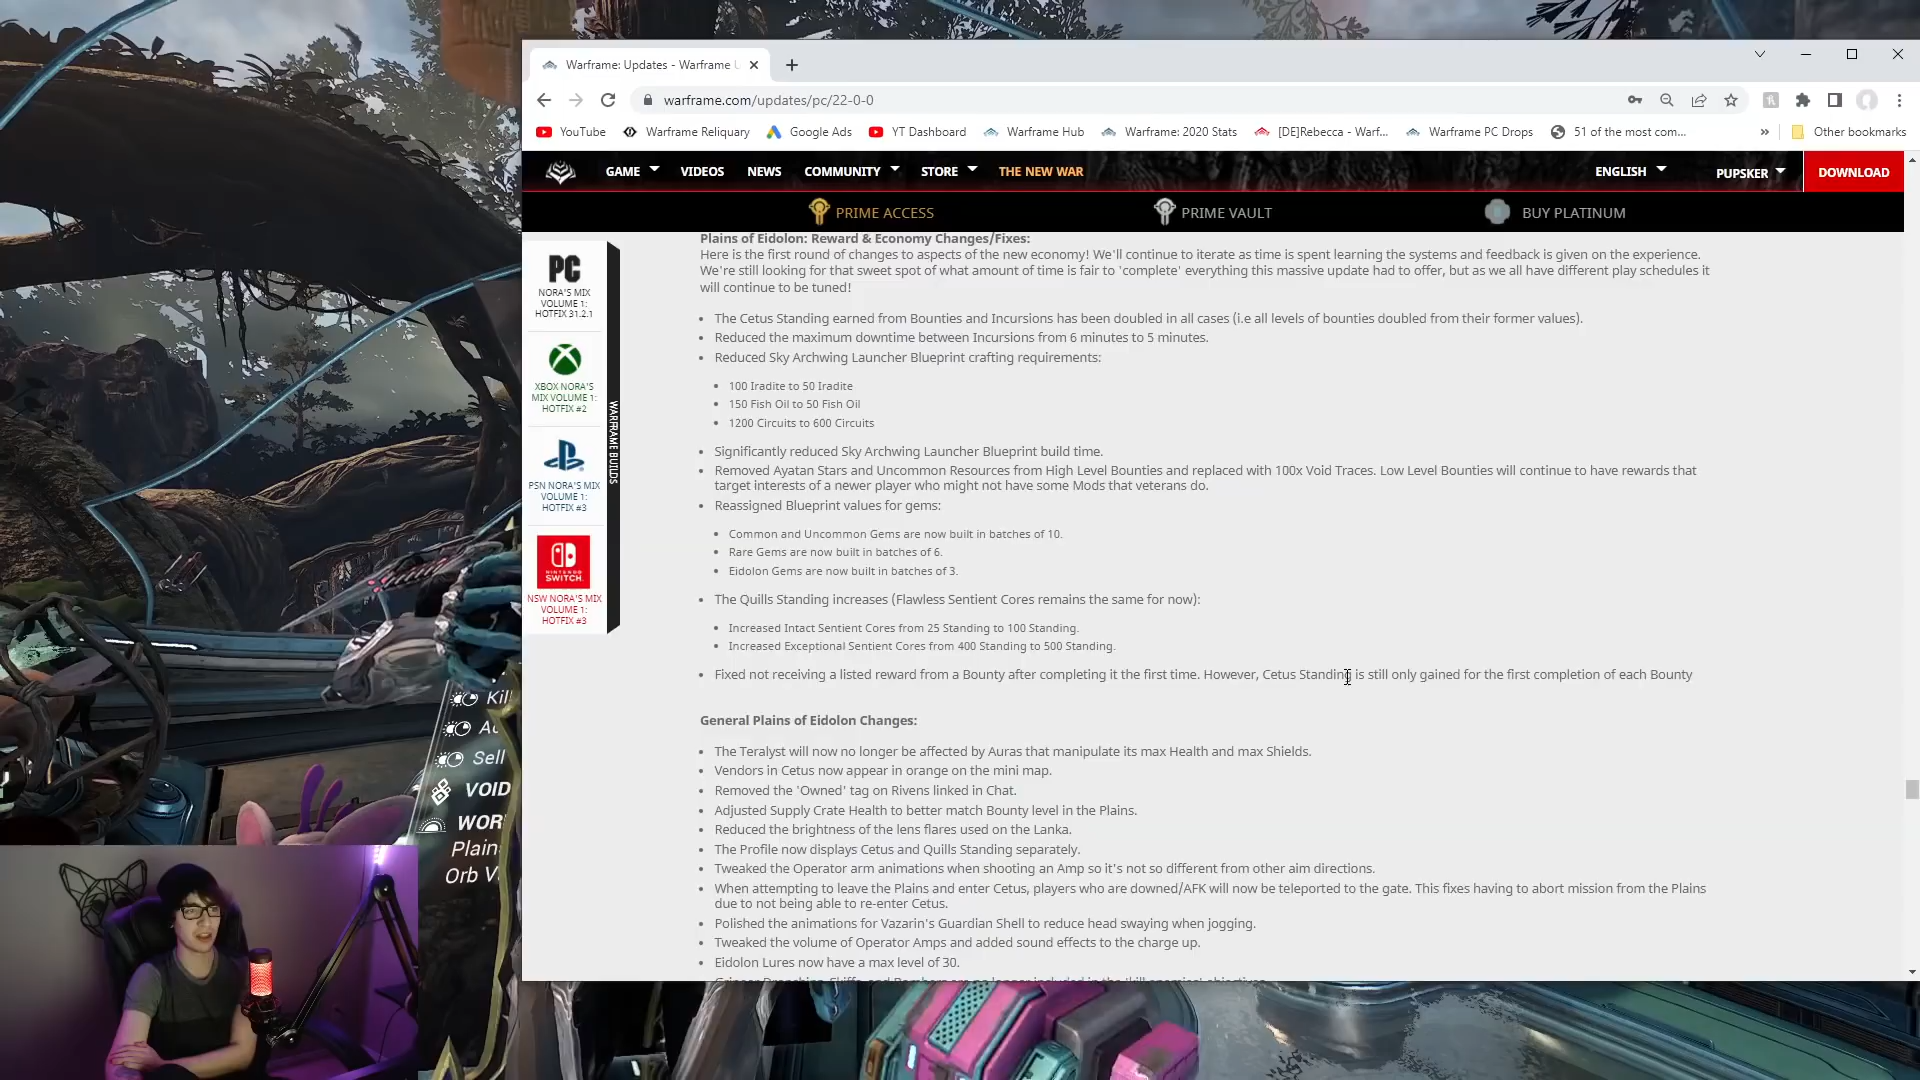 Warframe: Updates - Warframe U
warframe.com/updates/pc/22-0-0
YouTube
Warframe Reliquary
Google Ads
YT Dashboard
Warframe Hub
Warframe: 2020 Stats
[DE]Rebecca - Warf...
Warframe PC Drops
51 of the most com...
»
Other bookmarks
GAME
VIDEOS
NEWS
COMMUNITY
STORE
THE NEW WAR
ENGLISH
PUPSKER
DOWNLOAD
PRIME ACCESS
PRIME VAULT
BUY PLATINUM
PC
NORA'S MIX
VOLUME 1:
HOTFIX 31.2.1
XBOX NORA'S
MIX VOLUME 1:
HOTFIX #2
PSN NORA'S MIX
VOLUME 1:
HOTFIX #3
NINTENDO
SWITCH
NSW NORA'S MIX
VOLUME 1:
HOTFIX #3
WARFRAME BUILDS
Plains of Eidolon: Reward & Economy Changes/Fixes:
Here is the first round of changes to aspects of the new economy! We'll continue to iterate as time is spent learning the systems and feedback is given on the experience.
We're still looking for that sweet spot of what amount of time is fair to 'complete' everything this massive update had to offer, but as we all have different play schedules it
will continue to be tuned!
• The Cetus Standing earned from Bounties and Incursions has been doubled in all cases (i.e all levels of bounties doubled from their former values).
• Reduced the maximum downtime between Incursions from 6 minutes to 5 minutes.
• Reduced Sky Archwing Launcher Blueprint crafting requirements:
• 100 Iradite to 50 Iradite
• 150 Fish Oil to 50 Fish Oil
• 1200 Circuits to 600 Circuits
• Significantly reduced Sky Archwing Launcher Blueprint build time.
• Removed Ayatan Stars and Uncommon Resources from High Level Bounties and replaced with 100x Void Traces. Low Level Bounties will continue to have rewards that
target interests of a newer player who might not have some Mods that veterans do.
• Reassigned Blueprint values for gems:
• Common and Uncommon Gems are now built in batches of 10.
• Rare Gems are now built in batches of 6.
• Eidolon Gems are now built in batches of 3.
• The Quills Standing increases (Flawless Sentient Cores remains the same for now):
• Increased Intact Sentient Cores from 25 Standing to 100 Standing.
• Increased Exceptional Sentient Cores from 400 Standing to 500 Standing.
• Fixed not receiving a listed reward from a Bounty after completing it the first time. However, Cetus Standing is still only gained for the first completion of each Bounty
General Plains of Eidolon Changes:
• The Teralyst will now no longer be affected by Auras that manipulate its max Health and max Shields.
• Vendors in Cetus now appear in orange on the mini map.
• Removed the 'Owned' tag on Rivens linked in Chat.
• Adjusted Supply Crate Health to better match Bounty level in the Plains.
• Reduced the brightness of the lens flares used on the Lanka.
• The Profile now displays Cetus and Quills Standing separately.
• Tweaked the Operator arm animations when shooting an Amp so it's not so different from other aim directions.
• When attempting to leave the Plains and enter Cetus, players who are downed/AFK will now be teleported to the gate. This fixes having to abort mission from the Plains
due to not being able to re-enter Cetus.
• Polished the animations for Vazarin's Guardian Shell to reduce head swaying when jogging.
• Tweaked the volume of Operator Amps and added sound effects to the charge up.
• Eidolon Lures now have a max level of 30.
Kil
Ac
Sell
VOID
WOR
Plain
Orb V